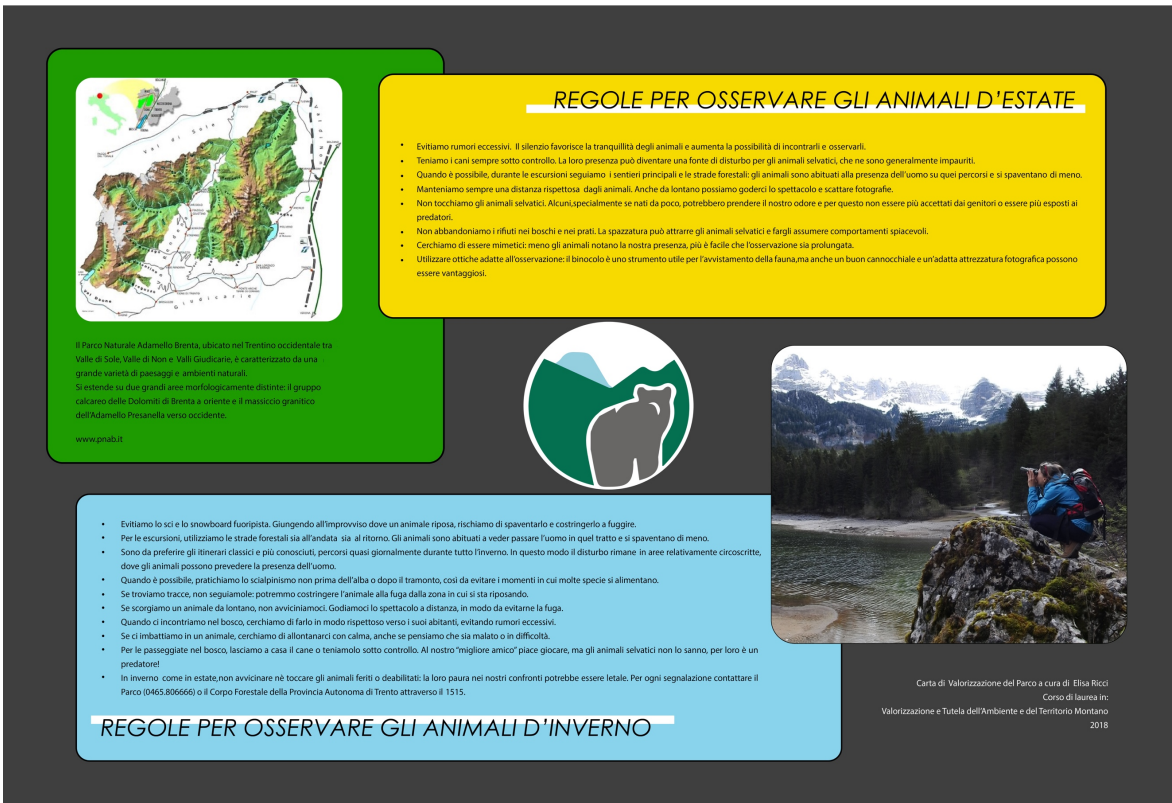 Il Parco Naturale Adamello Brenta, ubicato nel Trentino occidentale tra
Valle di Sole, Valle di Non e Valli Giudicarie, è caratterizzato da una
grande varietà di paesaggi e ambienti naturali.
Si estende su due grandi aree morfologicamente distinte: il gruppo
calcareo delle Dolomiti di Brenta a oriente e il massiccio granitico
dell'Adamello Presanella verso occidente.
www.pnab.it
REGOLE PER OSSERVARE GLI ANIMALI D'ESTATE
• Evitiamo rumori eccessivi. Il silenzio favorisce la tranquillità degli animali e aumenta la possibilità di incontrarli e osservarli.
• Teniamo i cani sempre sotto controllo. La loro presenza può diventare una fonte di disturbo per gli animali selvatici, che ne sono generalmente impauriti.
• Quando è possibile, durante le escursioni seguiamo i sentieri principali e le strade forestali: gli animali sono abituati alla presenza dell'uomo su quei percorsi e si spaventano di meno.
• Manteniamo sempre una distanza rispettosa dagli animali. Anche da lontano possiamo goderci lo spettacolo e scattare fotografie.
• Non tocchiamo gli animali selvatici. Alcuni,specialmente se nati da poco, potrebbero prendere il nostro odore e per questo non essere più accettati dai genitori o essere più esposti ai
predatori.
• Non abbandoniamo i rifiuti nei boschi e nei prati. La spazzatura può attrarre gli animali selvatici e fargli assumere comportamenti spiacevoli.
• Cerchiamo di essere mimetici: meno gli animali notano la nostra presenza, più è facile che l'osservazione sia prolungata.
• Utilizzare ottiche adatte all'osservazione: il binocolo è uno strumento utile per l'avvistamento della fauna,ma anche un buon cannocchiale e un'adatta attrezzatura fotografica possono
essere vantaggiosi.
• Evitiamo lo sci e lo snowboard fuoripista. Giungendo all'improvviso dove un animale riposa, rischiamo di spaventarlo e costringerlo a fuggire.
• Per le escursioni, utilizziamo le strade forestali sia all'andata sia al ritorno. Gli animali sono abituati a veder passare l'uomo in quel tratto e si spaventano di meno.
• Sono da preferire gli itinerari classici e più conosciuti, percorsi quasi giornalmente durante tutto l'inverno. In questo modo il disturbo rimane in aree relativamente circoscritte,
dove gli animali possono prevedere la presenza dell'uomo.
• Quando è possibile, pratichiamo lo scialpinismo non prima dell'alba o dopo il tramonto, così da evitare i momenti in cui molte specie si alimentano.
• Se troviamo tracce, non seguiamole: potremmo costringere l'animale alla fuga dalla zona in cui si sta riposando.
• Se scorgiamo un animale da lontano, non avviciniamoci. Godiamoci lo spettacolo a distanza, in modo da evitarne la fuga.
• Quando ci incontriamo nel bosco, cerchiamo di farlo in modo rispettoso verso i suoi abitanti, evitando rumori eccessivi.
• Se ci imbattiamo in un animale, cerchiamo di allontanarci con calma, anche se pensiamo che sia malato o in difficoltà.
• Per le passeggiate nel bosco, lasciamo a casa il cane o teniamolo sotto controllo. Al nostro "migliore amico" piace giocare, ma gli animali selvatici non lo sanno, per loro è un
predatore!
• In inverno come in estate,non avvicinare nè toccare gli animali feriti o deabilitati: la loro paura nei nostri confronti potrebbe essere letale. Per ogni segnalazione contattare il
Parco (0465.806666) o il Corpo Forestale della Provincia Autonoma di Trento attraverso il 1515.
REGOLE PER OSSERVARE GLI ANIMALI D'INVERNO
Carta di Valorizzazione del Parco a cura di Elisa Ricci
Corso di laurea in:
Valorizzazione e Tutela dell'Ambiente e del Territorio Montano
2018
Val di Sole
Giudicarie